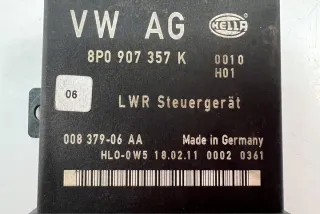 VW AG
HELLA
8P0 907 357 K
0010
H01
06
LWR Steuergerät
008 379-06 AA
Made in Germany
HLO-0W5 18.02.11 0002 0361